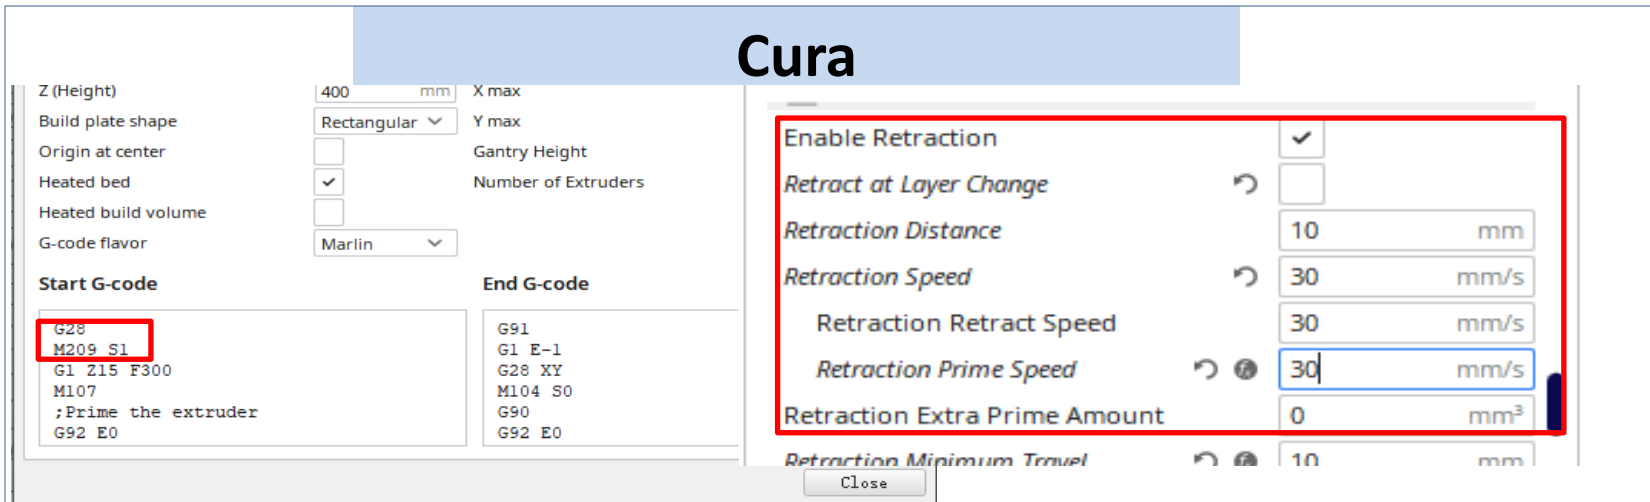 Cura
Z (Height) 400 mm X max
Build plate shape Rectangular Y max
Origin at center Gantry Height
Heated bed Number of Extruders
Heated build volume
G-code flavor Marlin
Start G-code End G-code
G28
M209 S1
G1 Z15 F300
M107
;Prime the extruder
G92 E0
G91
G1 E-1
G28 XY
M104 S0
G90
G92 E0
Close
Enable Retraction
Retract at Layer Change
Retraction Distance 10 mm
Retraction Speed 30 mm/s
Retraction Retract Speed 30 mm/s
Retraction Prime Speed 30 mm/s
Retraction Extra Prime Amount 0 mm³
Retraction Minimum Travel 10 mm